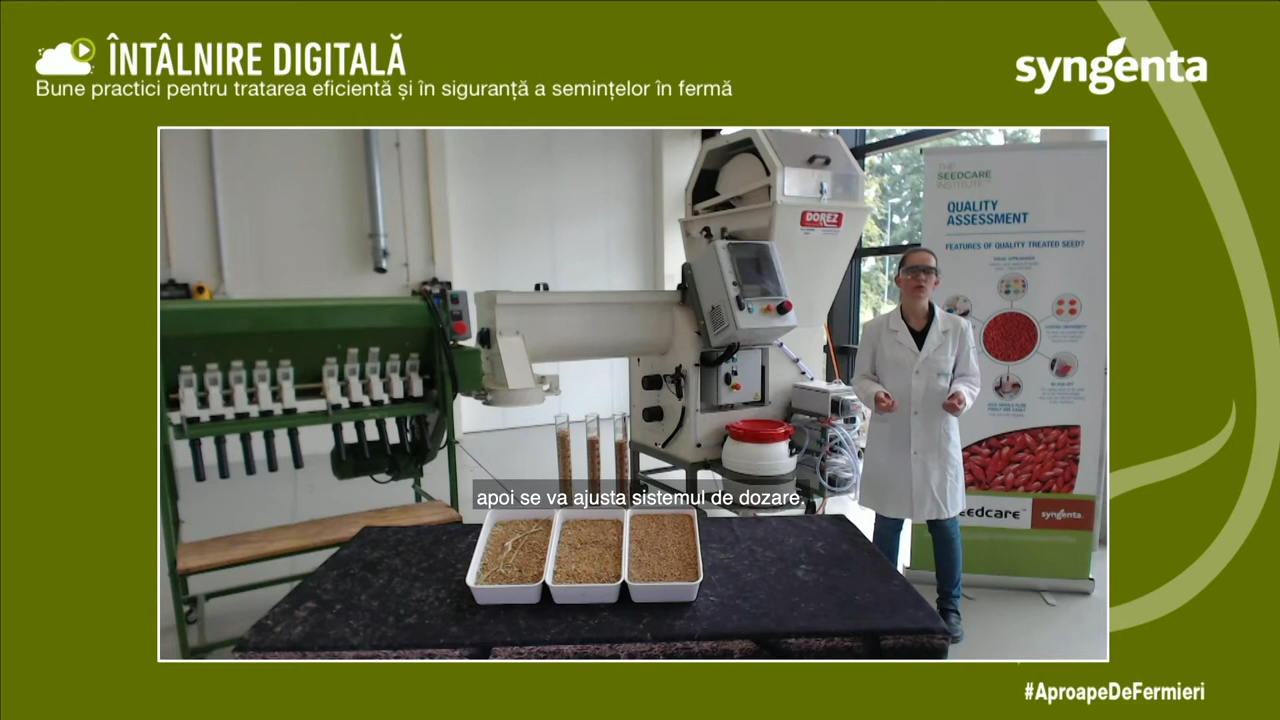 ÎNTÂLNIRE DIGITALĂ
Bune practici pentru tratarea eficientă și în siguranță a semințelor în fermă
syngenta
DOREZ
THE
SEEDCARE
INSTITUTE
QUALITY
ASSESSMENT
FEATURES OF QUALITY TREATED SEED?
apoi se va ajusta sistemul de dozare.
eedcare
syngenta
#AproapeDeFermieri